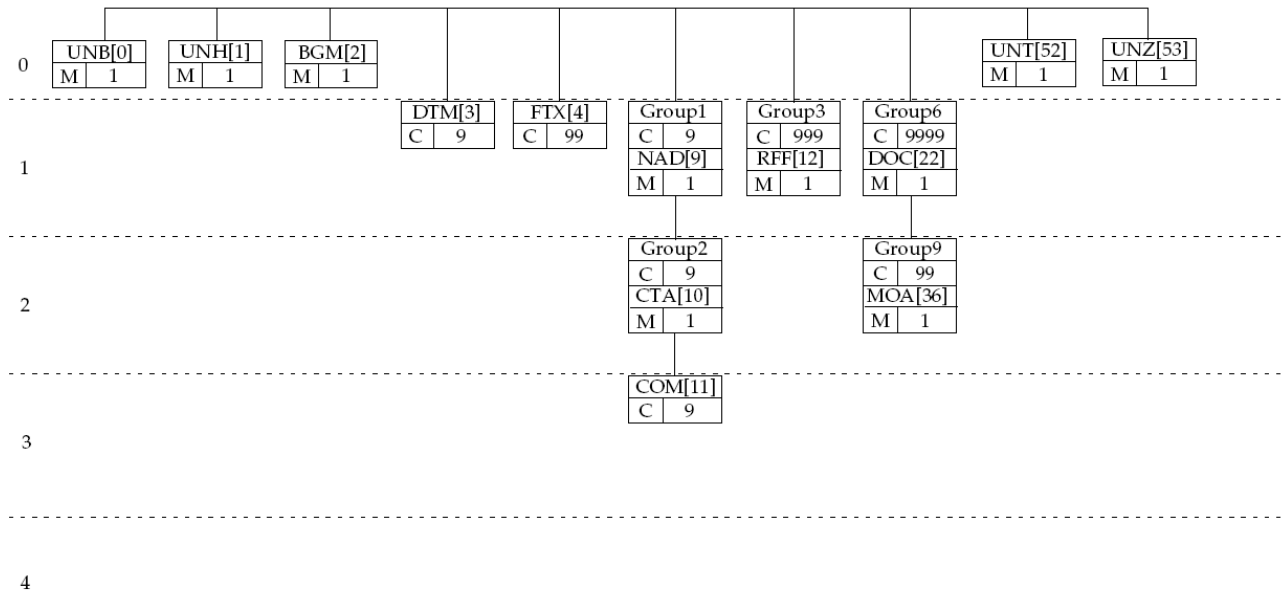 0
UNB[0] UNH[1] BGM[2] UNT[52] UNZ[53]
M 1 M 1 M 1 M 1 M 1
1
DTM[3] FTX[4] Group1 Group3 Group6
C 9 C 99 C 9 C 999 C 9999
NAD[9] RFF[12] DOC[22]
M 1 M 1 M 1
2
Group2 Group9
C 9 C 99
CTA[10] MOA[36]
M 1 M 1
3
COM[11]
C 9
4